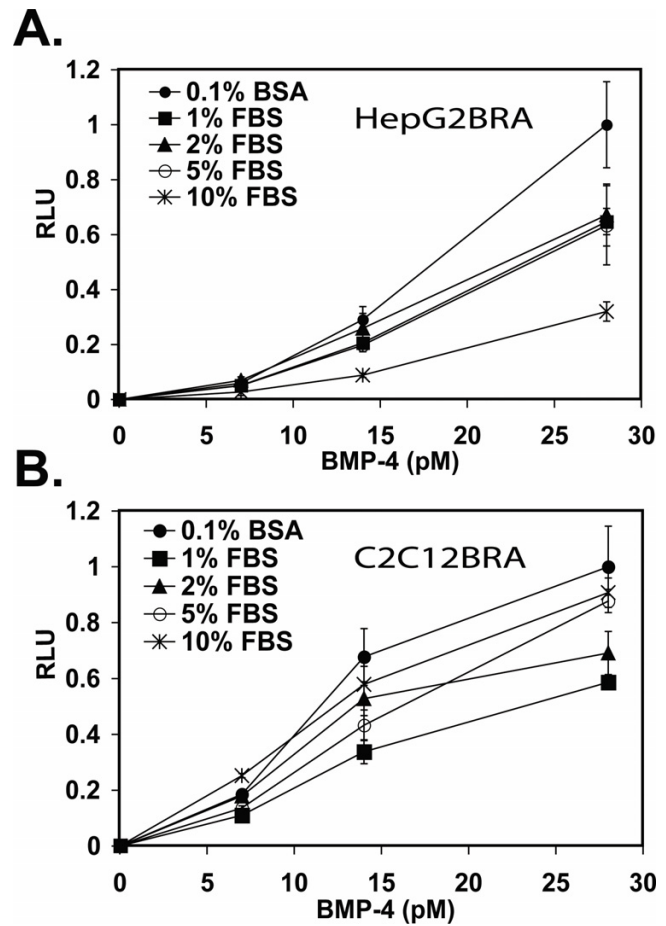 A.
1.2
1
0.8
0.6
0.4
0.2
0
RLU
0.1% BSA
1% FBS
2% FBS
5% FBS
10% FBS
HepG2BRA
0 5 10 15 20 25 30
BMP-4 (pM)
B.
1.2
1
0.8
0.6
0.4
0.2
0
RLU
0.1% BSA
1% FBS
2% FBS
5% FBS
10% FBS
C2C12BRA
0 5 10 15 20 25 30
BMP-4 (pM)